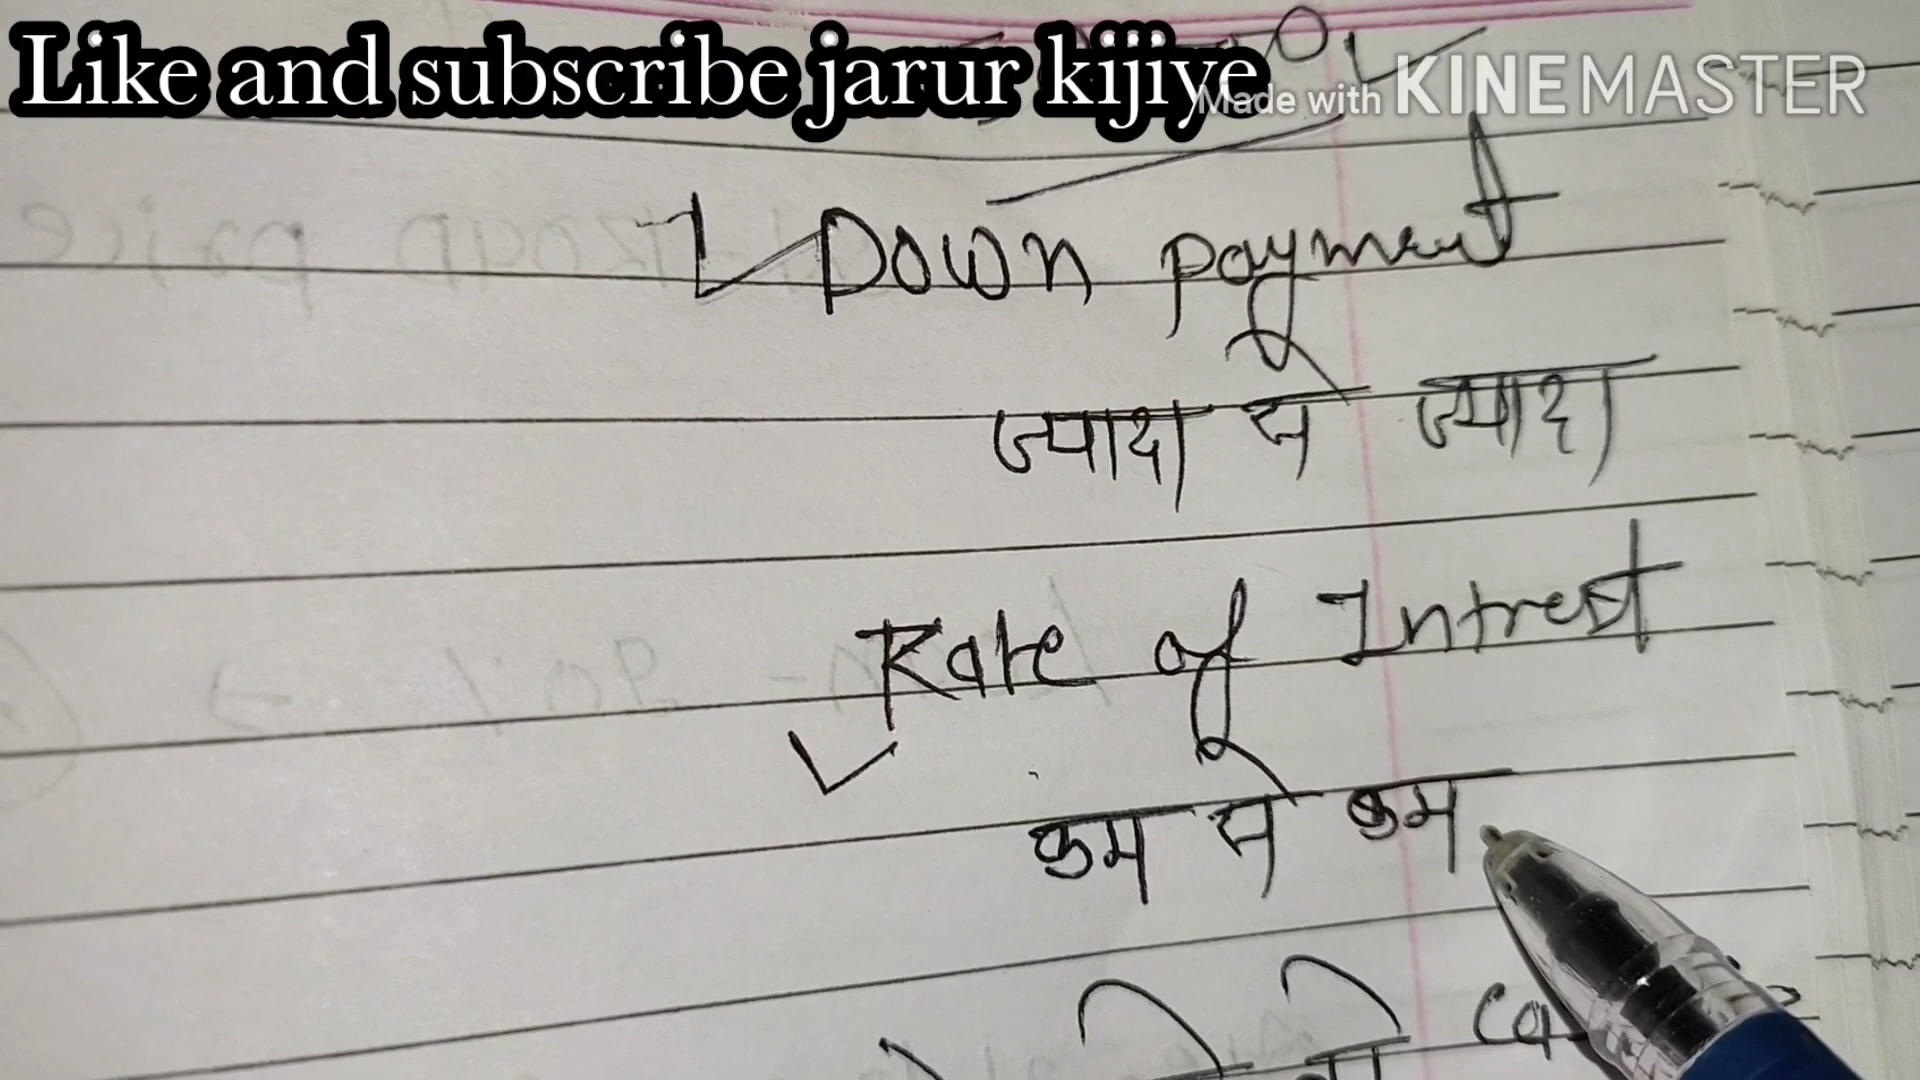 Like and subscribe jarur kijiye
Made with KINEMASTER
Down payment
ज्यादा से ज्यादा
Rate of Intrest
कम से कम